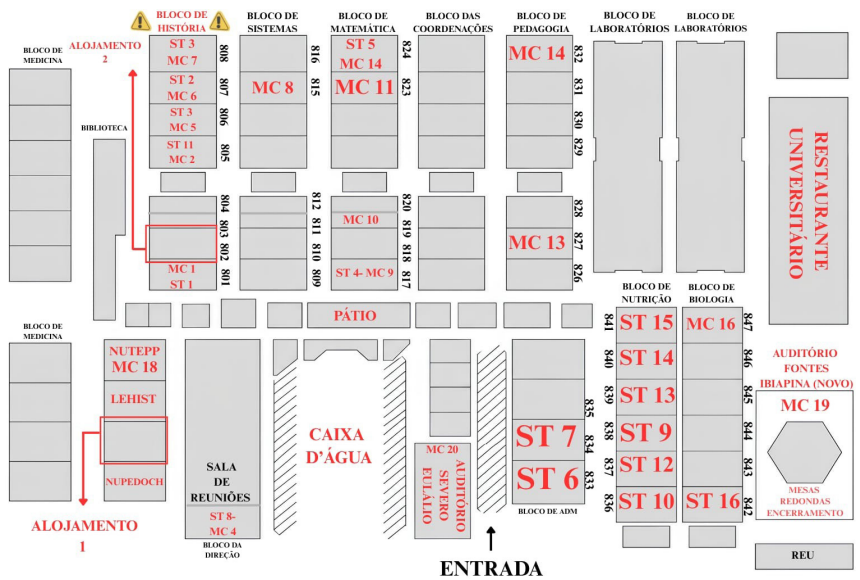 BLOCO DE
HISTÓRIA
BLOCO DE
SISTEMAS
BLOCO DE
MATEMÁTICA
BLOCO DAS
COORDENAÇÕES
BLOCO DE
PEDAGOGIA
BLOCO DE
LABORATÓRIOS
BLOCO DE
LABORATÓRIOS
BLOCO DE
MEDICINA
ALOJAMENTO
2
BIBLIOTECA
ST 3
MC 7
808
ST 2
MC 6
807
ST 3
MC 5
806
ST 11
MC 2
805
804
803
802
MC 1
ST 1
801
816
MC 8
815
812
811
810
809
ST 5
MC 14
824
MC 11
823
820
MC 10
819
818
ST 4- MC 9
817
MC 14
832
831
830
829
828
MC 13
827
826
RESTAURANTE
UNIVERSITÁRIO
PÁTIO
BLOCO DE
MEDICINA
NUTEPP
MC 18
LEHIST
NUPEDOCH
ALOJAMENTO
1
SALA
DE
REUNIÕES
ST 8-
MC 4
BLOCO DA
DIREÇÃO
CAIXA
D'ÁGUA
MC 20
AUDITÓRIO
SEVERO
EULÁLIO
ENTRADA
835
ST 7
834
ST 6
833
BLOCO DE ADM
BLOCO DE
NUTRIÇÃO
841
ST 15
840
ST 14
839
ST 13
838
ST 9
837
ST 12
836
ST 10
BLOCO DE
BIOLOGIA
MC 16
847
846
845
844
843
ST 16
842
AUDITÓRIO
FONTES
IBIAPINA (NOVO)
MC 19
MESAS
REDONDAS
ENCERRAMENTO
REU